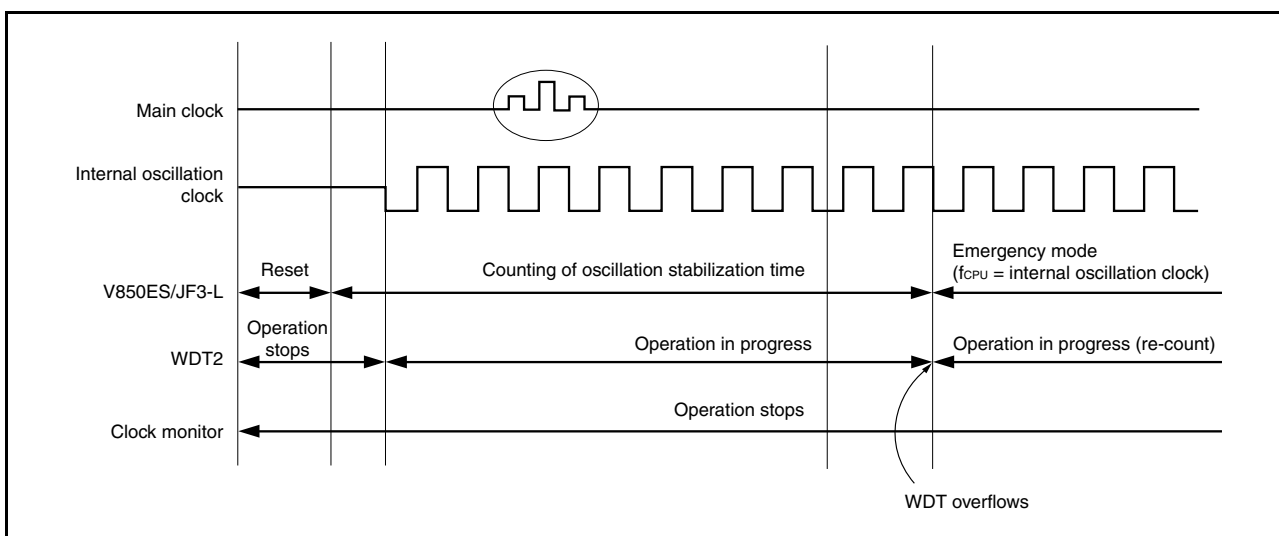 Main clock
Internal oscillation
clock
Emergency mode
(fCPU = internal oscillation clock)
Reset
Counting of oscillation stabilization time
V850ES/JF3-L
Operation
stops
WDT2
Operation in progress
Operation in progress (re-count)
Operation stops
Clock monitor
WDT overflows